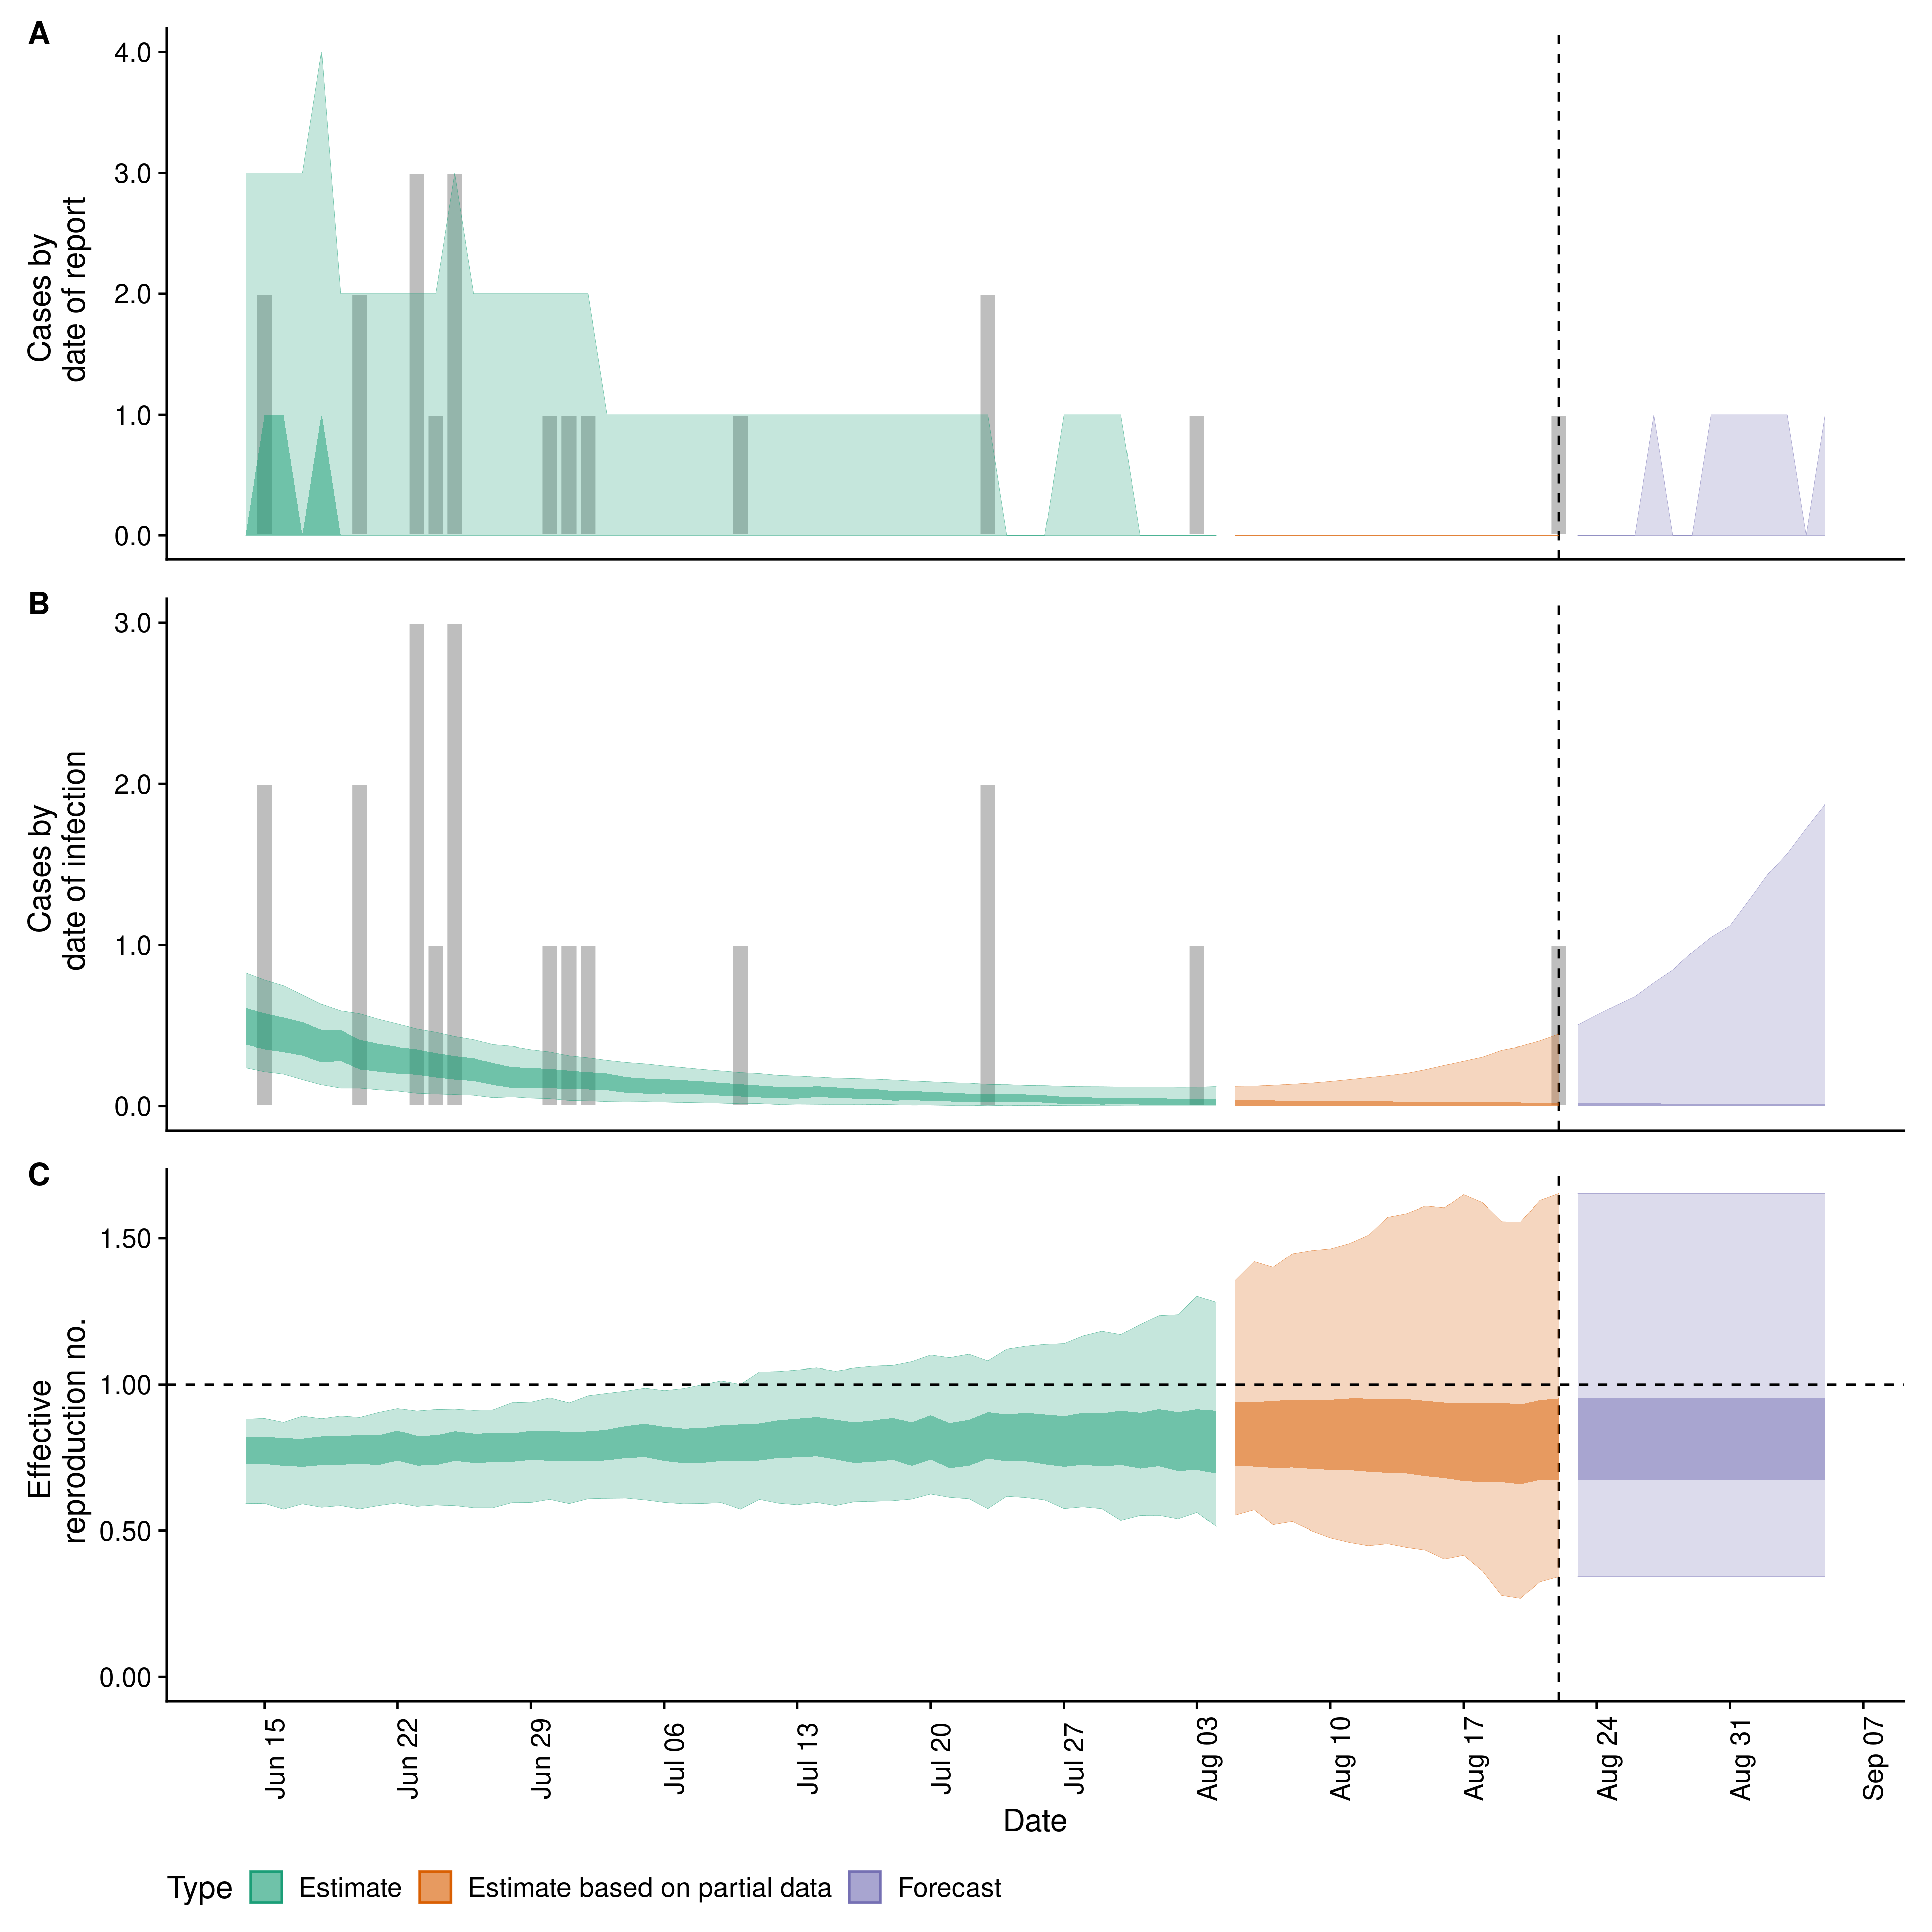 A
4.0
3.0
2.0
1.0
0.0
Cases by
date of report
B
3.0
2.0
1.0
0.0
Cases by
date of infection
C
1.50
1.00
0.50
0.00
Effective
reproduction no.
Jun 15
Jun 22
Jun 29
Jul 06
Jul 13
Jul 20
Jul 27
Aug 03
Aug 10
Aug 17
Aug 24
Aug 31
Sep 07
Date
Type
Estimate
Estimate based on partial data
Forecast